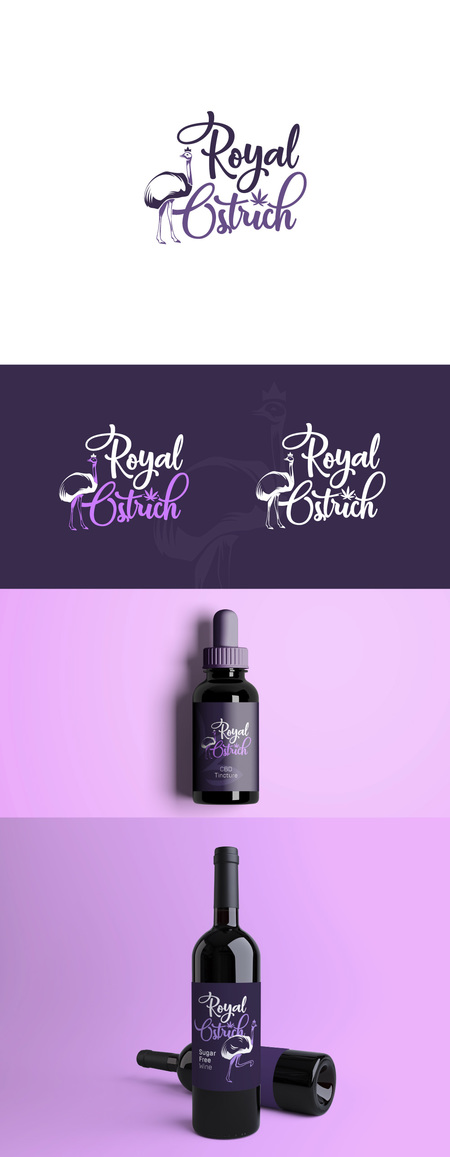 Royal
Ostrich
Royal
Ostrich
Royal
Ostrich
Royal
Ostrich
CBD
Tincture
Royal
Ostrich
Sugar
Free
Wine